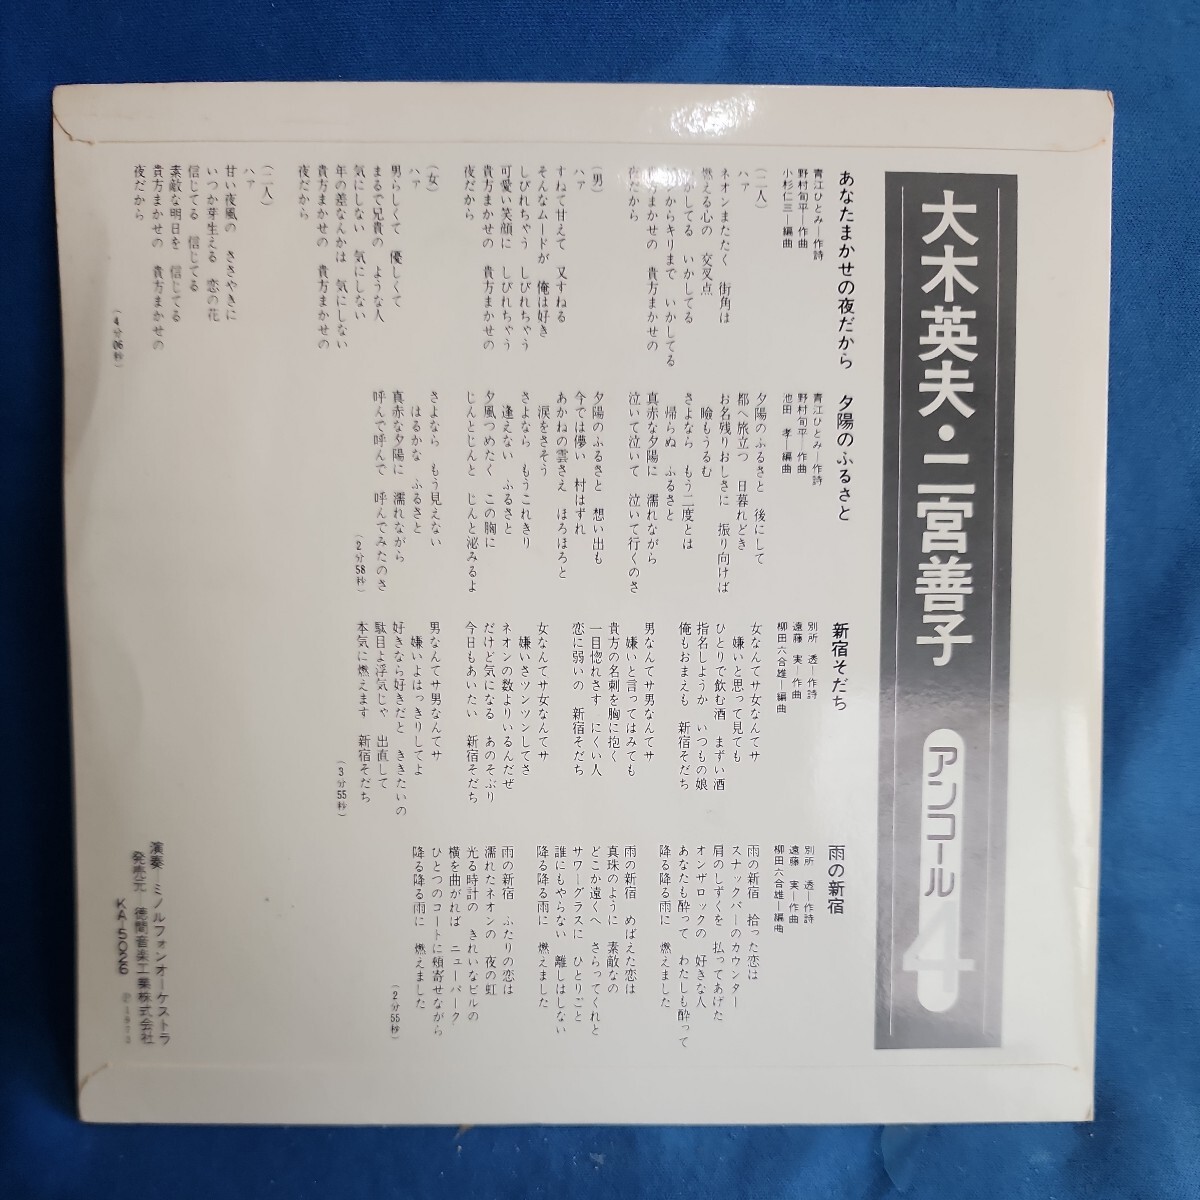 大木英夫・二宮善子 アンコール4
あなたまかせの夜だから
青江ひとみ―作詩
野村旬平―作曲
小杉仁三―編曲
(二人)
ハァ
ネオンまたたく 街角は
燃える心の 交叉点
かしてる いかしてる
からキリまで いかしてる
まかせの 貴方まかせの
だから
(男)
ハァ
すねて甘えて 又すねる
そんなムードが 俺は好き
しびれちゃう しびれちゃう
可愛い笑顔に しびれちゃう
貴方まかせの 貴方まかせの
夜だから
(女)
ハァ
男らしくて 優しくて
まるで兄貴の ような人
気にしない 気にしない
年の差なんかは 気にしない
貴方まかせの 貴方まかせの
夜だから
(二人)
ハァ
甘い夜風の ささやきに
いつか芽生える 恋の花
信じてる 信じてる
素敵な明日を 信じてる
貴方まかせの 貴方まかせの
夜だから
(4分06秒)
夕陽のふるさと
青江ひとみ―作詩
野村旬平―作曲
池田 孝―編曲
夕陽のふるさと 後にして
都へ旅立つ 日暮れどき
お名残りおしさに 振り向けば
瞼もうるむ
さよなら もう二度とは
帰らぬ ふるさと
真赤な夕陽に 濡れながら
泣いて泣いて 泣いて行くのさ
夕陽のふるさと 想い出も
今では儚い 村はずれ
あかねの雲さえ ほろほろと
涙をさそう
さよなら もうこれきり
逢えない ふるさと
夕風つめたく この胸に
じんとじんと じんと泌みるよ
さよなら もう見えない
はるかな ふるさと
真赤な夕陽に 濡れながら
呼んで呼んで 呼んでみたのさ
(2分58秒)
新宿そだち
別所 透―作詩
遠藤 実―作曲
柳田六合雄―編曲
女なんてサ女なんてサ
嫌いと思って見ても
ひとりで飲む酒 まずい酒
指名しようか いつもの娘
俺もおまえも 新宿そだち
男なんてサ男なんてサ
嫌いと言ってはみても
貴方の名刺を胸に抱く
一目惚れさす にくい人
恋に弱いの 新宿そだち
女なんてサ女なんてサ
嫌いさツンツンしてさ
ネオンの数よりいるんだぜ
だけど気になる あのそぶり
今日もあいたい 新宿そだち
男なんてサ男なんてサ
嫌いよはっきりしてよ
好きなら好きだと ききたいの
駄目よ浮気じゃ 出直して
本気に燃えます 新宿そだち
(3分55秒)
雨の新宿
別所 透―作詩
遠藤 実―作曲
柳田六合雄―編曲
雨の新宿 拾った恋は
スナックバーのカウンター
肩のしずくを 払ってあげた
オンザロックの 好きな人
あなたも酔って わたしも酔って
降る降る雨に 燃えました
雨の新宿 めばえた恋は
真珠のように 素敵なの
どこか遠くへ さらってくれと
サワーグラスに ひとりごと
誰にもやらない 離しはしない
降る降る雨に 燃えました
雨の新宿 ふたりの恋は
濡れたネオンの 夜の虹
光る時計の きれいなビルの
横を曲がれば ニューパーク
ひとつのコートに頬寄せながら
降る降る雨に 燃えました
(2分55秒)
演奏―ミノルフォンオーケストラ
発売元―徳間音楽工業株式会社
KA-5026 Ⓟ1973